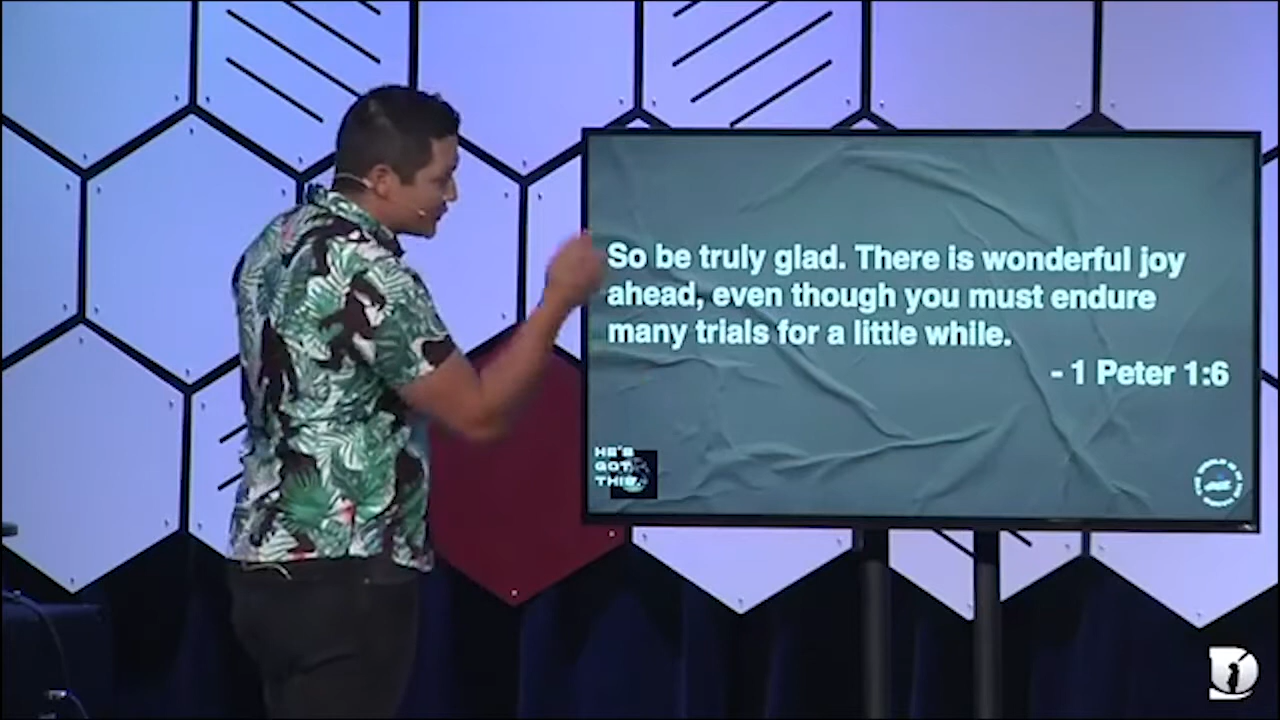 So be truly glad. There is wonderful joy
ahead, even though you must endure
many trials for a little while.
- 1 Peter 1:6
HE'S
GOT
THIS.